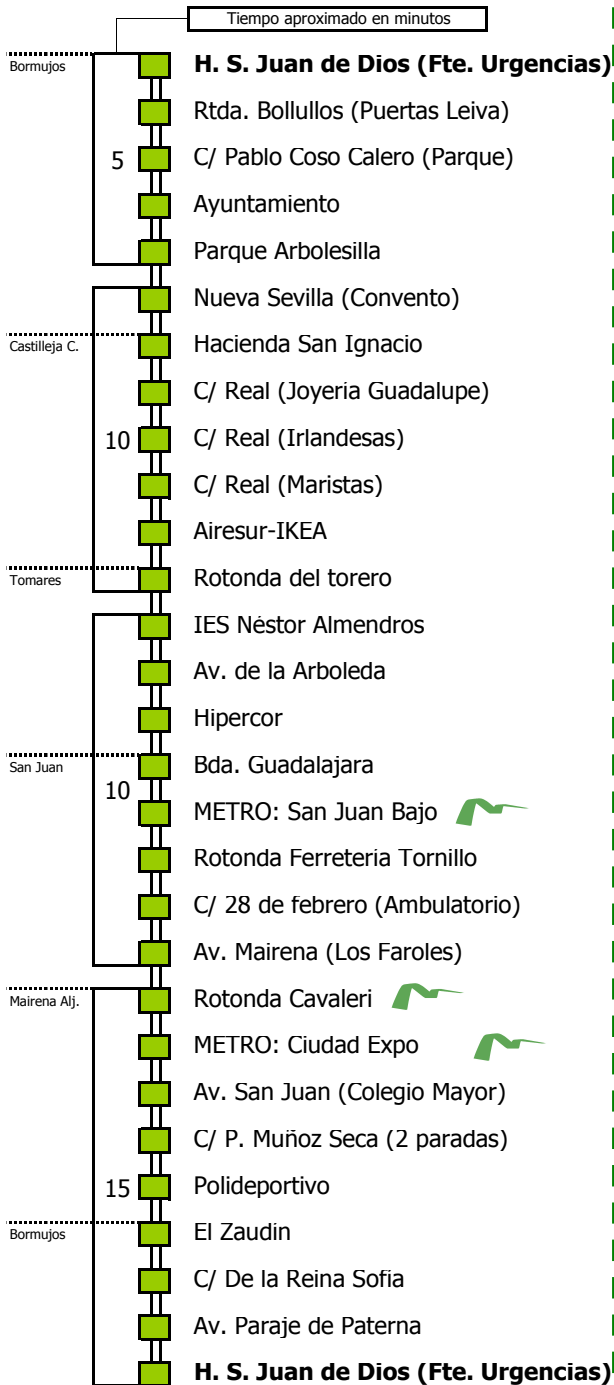 Tiempo aproximado en minutos
Bormujos
H. S. Juan de Dios (Fte. Urgencias)
Rtda. Bollullos (Puertas Leiva)
5
C/ Pablo Coso Calero (Parque)
Ayuntamiento
Parque Arbolesilla
Nueva Sevilla (Convento)
Castilleja C.
Hacienda San Ignacio
C/ Real (Joyeria Guadalupe)
10
C/ Real (Irlandesas)
C/ Real (Maristas)
Airesur-IKEA
Tomares
Rotonda del torero
IES Néstor Almendros
Av. de la Arboleda
Hipercor
San Juan
Bda. Guadalajara
10
METRO: San Juan Bajo
Rotonda Ferreteria Tornillo
C/ 28 de febrero (Ambulatorio)
Av. Mairena (Los Faroles)
Mairena Alj.
Rotonda Cavaleri
METRO: Ciudad Expo
Av. San Juan (Colegio Mayor)
C/ P. Muñoz Seca (2 paradas)
15
Polideportivo
Bormujos
El Zaudin
C/ De la Reina Sofia
Av. Paraje de Paterna
H. S. Juan de Dios (Fte. Urgencias)